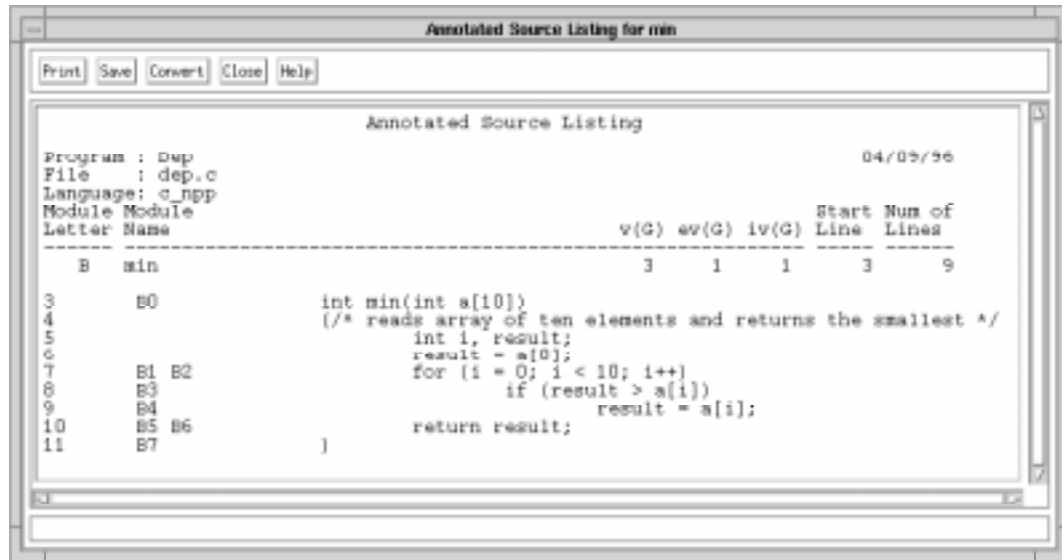 Annotated Source Listing for min
Print Save Convert Close Help
Annotated Source Listing
Program : Dep 04/09/96
File : dep.c
Language: c_npp
Module Module Start Num of
Letter Name v(G) ev(G) iv(G) Line Lines
------ ------------------------------------------ ---- ----- ----- ----- ------
B min 3 1 1 3 9
3 B0 int min(int a[10])
4 {/* reads array of ten elements and returns the smallest */
5 int i, result;
6 result = a[0];
7 B1 B2 for (i = 0; i < 10; i++)
8 B3 if (result > a[i])
9 B4 result = a[i];
10 B5 B6 return result;
11 B7 }